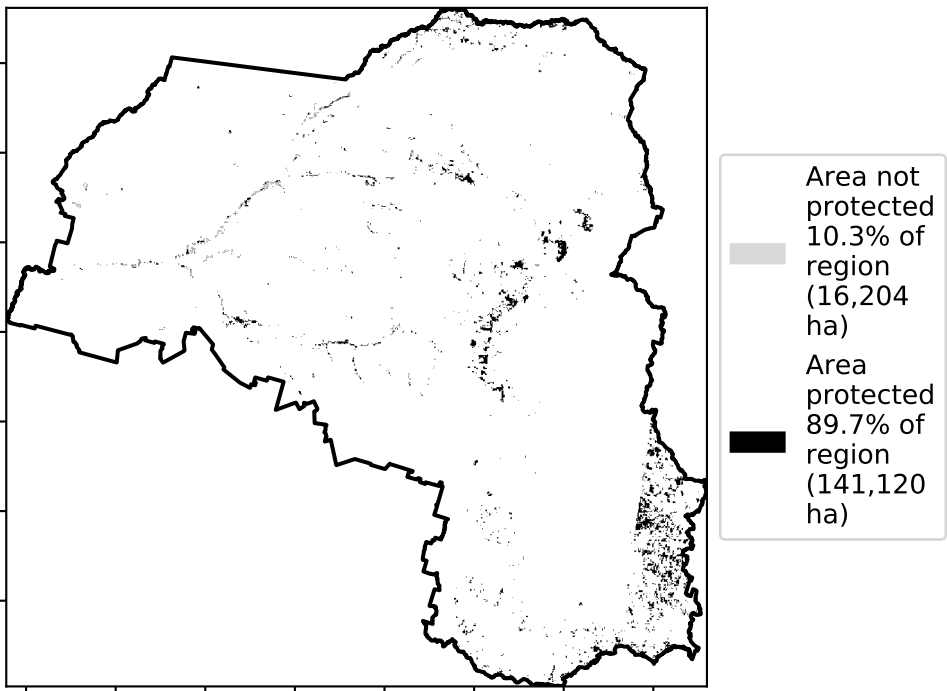 Area not
protected
10.3% of
region
(16,204
ha)
Area
protected
89.7% of
region
(141,120
ha)